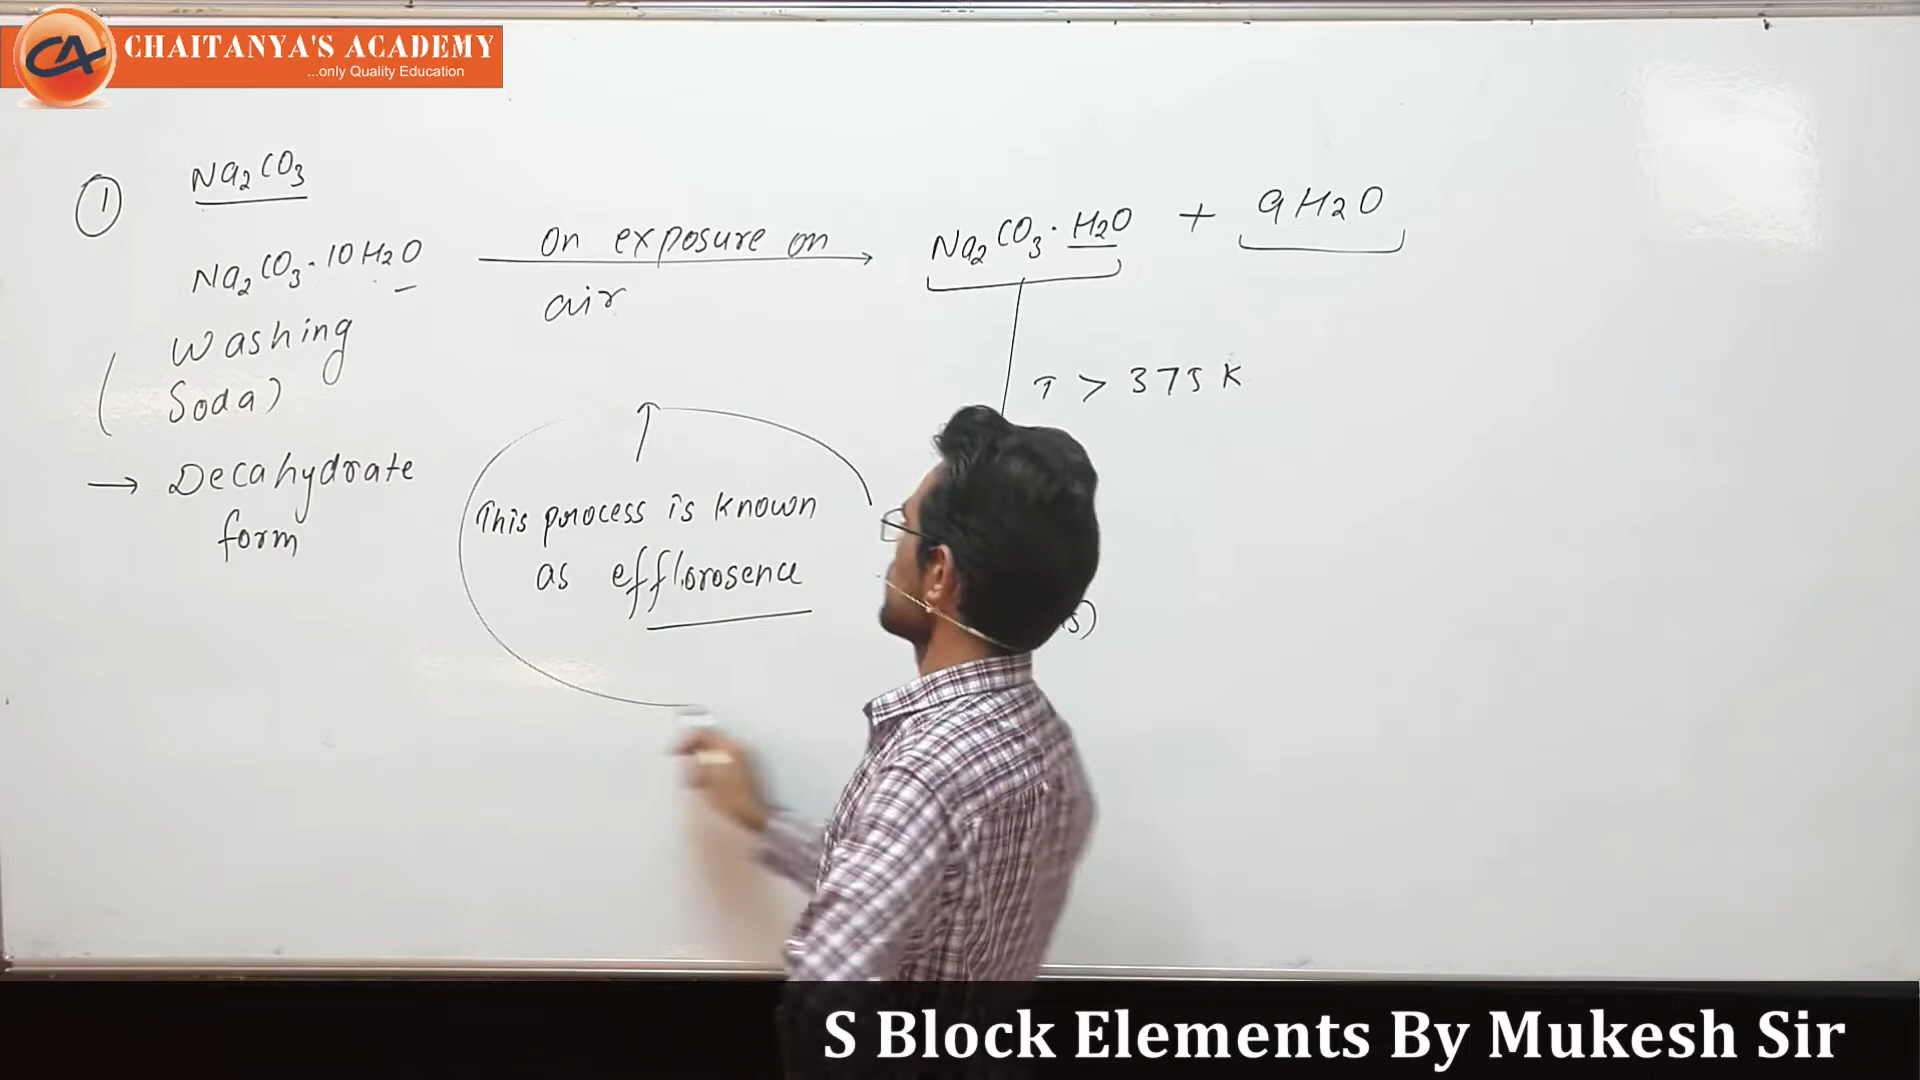 CHAITANYA'S ACADEMY
...only Quality Education
1 Na₂CO₃
Na₂CO₃·10H₂O
(Washing
Soda)
→ Decahydrate
form
On exposure on
air
Na₂CO₃·H₂O + 9H₂O
T > 375 K
This process is known
as efflorosence
s)
S Block Elements By Mukesh Sir